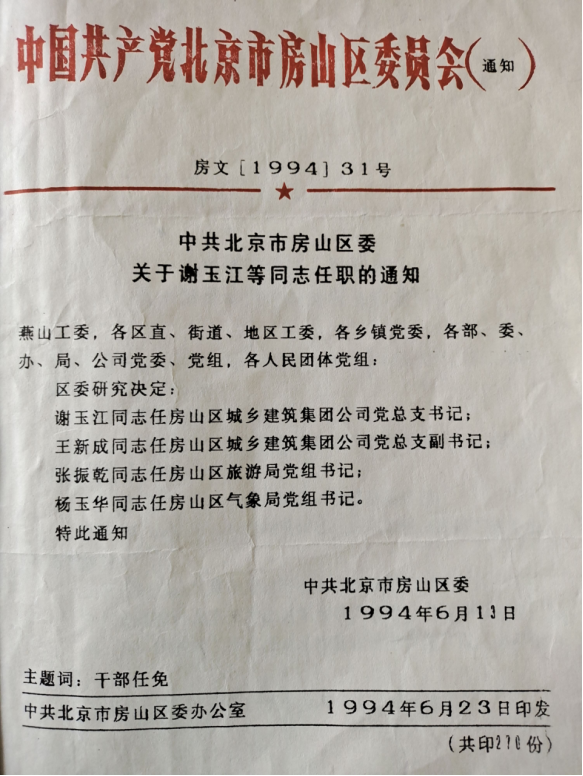 中国共产党北京市房山区委员会(通知)
房文[1994]31号
中共北京市房山区委
关于谢玉江等同志任职的通知
燕山工委，各区直、街道、地区工委，各乡镇党委，各部、委、
办、局、公司党委、党组，各人民团体党组：
区委研究决定：
谢玉江同志任房山区城乡建筑集团公司党总支书记；
王新成同志任房山区城乡建筑集团公司党总支副书记；
张振乾同志任房山区旅游局党组书记；
杨玉华同志任房山区气象局党组书记。
特此通知
中共北京市房山区委
1994年6月13日
主题词：干部任免
中共北京市房山区委办公室 1994年6月23日印发
(共印270份)